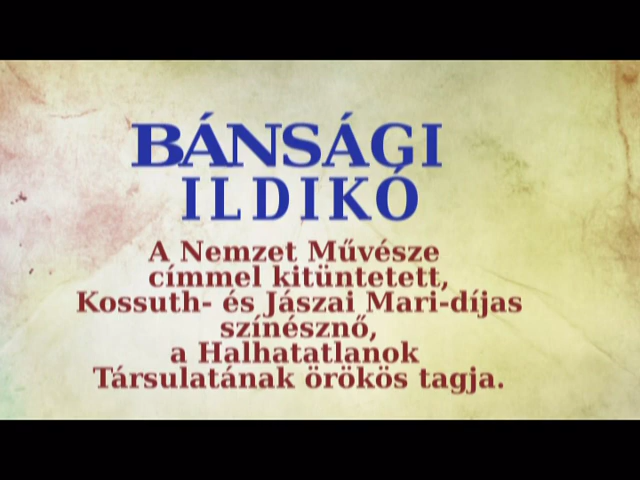 BÁNSÁGI
ILDIKÓ
A Nemzet Művésze
címmel kitüntetett,
Kossuth- és Jászai Mari-díjas
színésznő,
a Halhatatlanok
Társulatának örökös tagja.